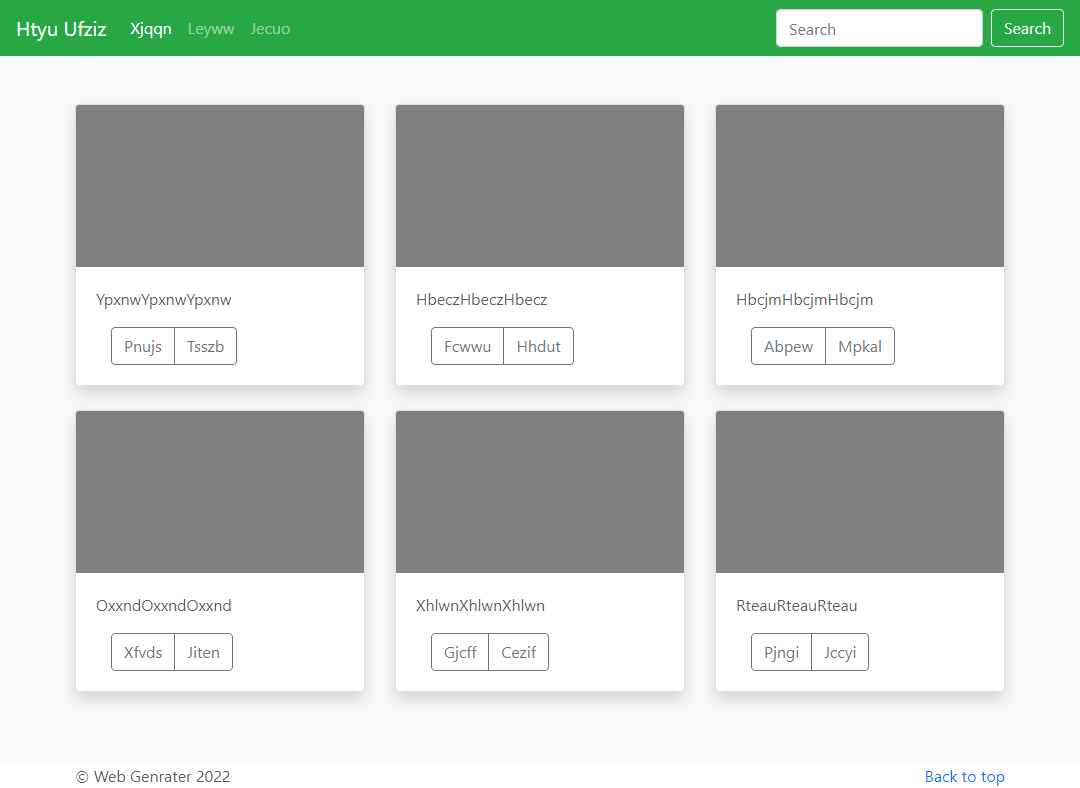 Htyu Ufziz Xjqqn Leyww Jecuo Search Search
YpxnwYpxnwYpxnw HbeczHbeczHbecz HbcjmHbcjmHbcjm
Pnujs Tsszb Fcwwu Hhdut Abpew Mpkal
OxxndOxxndOxxnd XhlwnXhlwnXhlwn RteauRteauRteau
Xfvds Jiten Gjcff Cezif Pjngi Jccyi
© Web Genrater 2022 Back to top